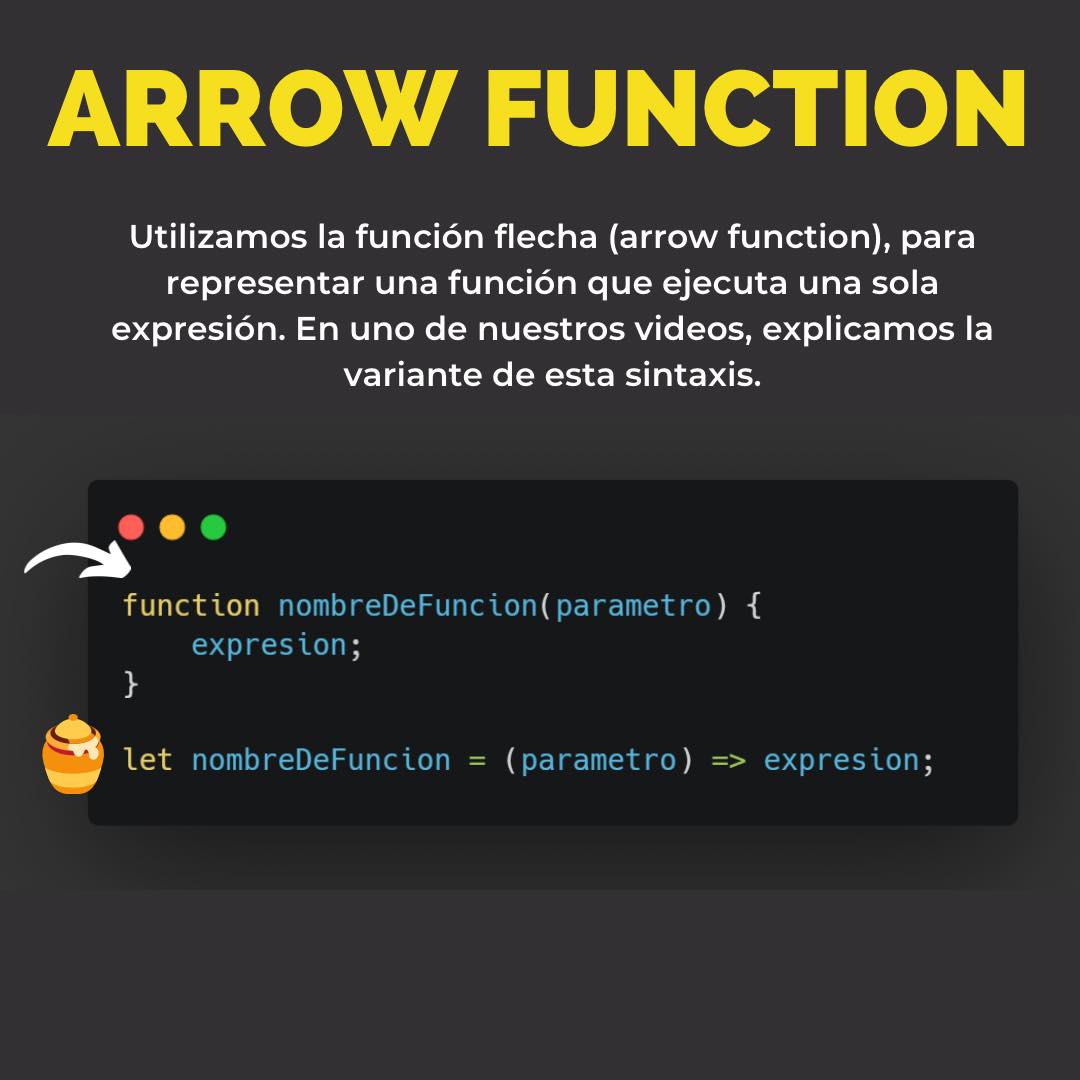 ARROW FUNCTION
Utilizamos la función flecha (arrow function), para
representar una función que ejecuta una sola
expresión. En uno de nuestros videos, explicamos la
variante de esta sintaxis.
function nombreDeFuncion(parametro) {
    expresion;
}
let nombreDeFuncion = (parametro) => expresion;